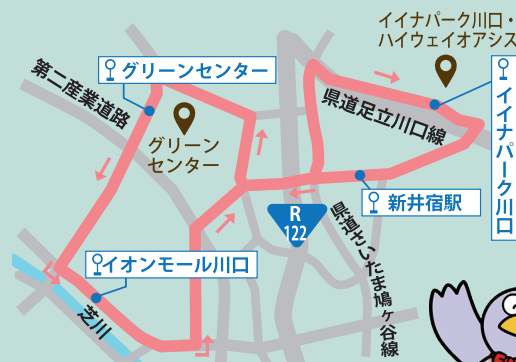 イイナパーク川口・
ハイウェイオアシス
グリーンセンター
第二産業道路
グリーン
センター
県道足立川口線
イイナパーク川口
新井宿駅
R
122
県道さいたま鳩ヶ谷線
イオンモール川口
芝川